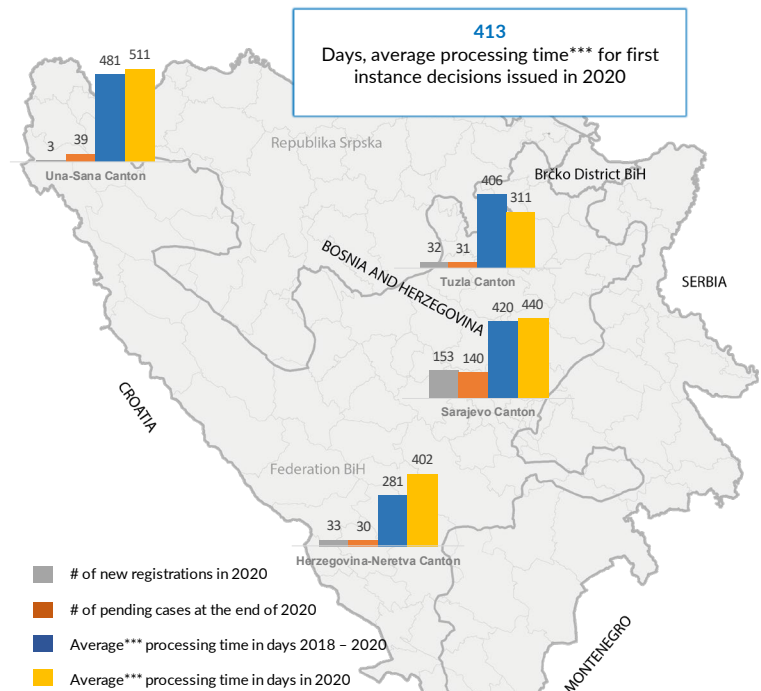 413
Days, average processing time*** for first
instance decisions issued in 2020
481
511
3
39
Una-Sana Canton
Republika Srpska
Brčko District BiH
406
311
32
31
Tuzla Canton
BOSNIA AND HERZEGOVINA
SERBIA
420
440
153
140
Sarajevo Canton
CROATIA
Federation BiH
402
281
33
30
Herzegovina-Neretva Canton
# of new registrations in 2020
# of pending cases at the end of 2020
Average*** processing time in days 2018 – 2020
Average*** processing time in days in 2020
MONTENEGRO